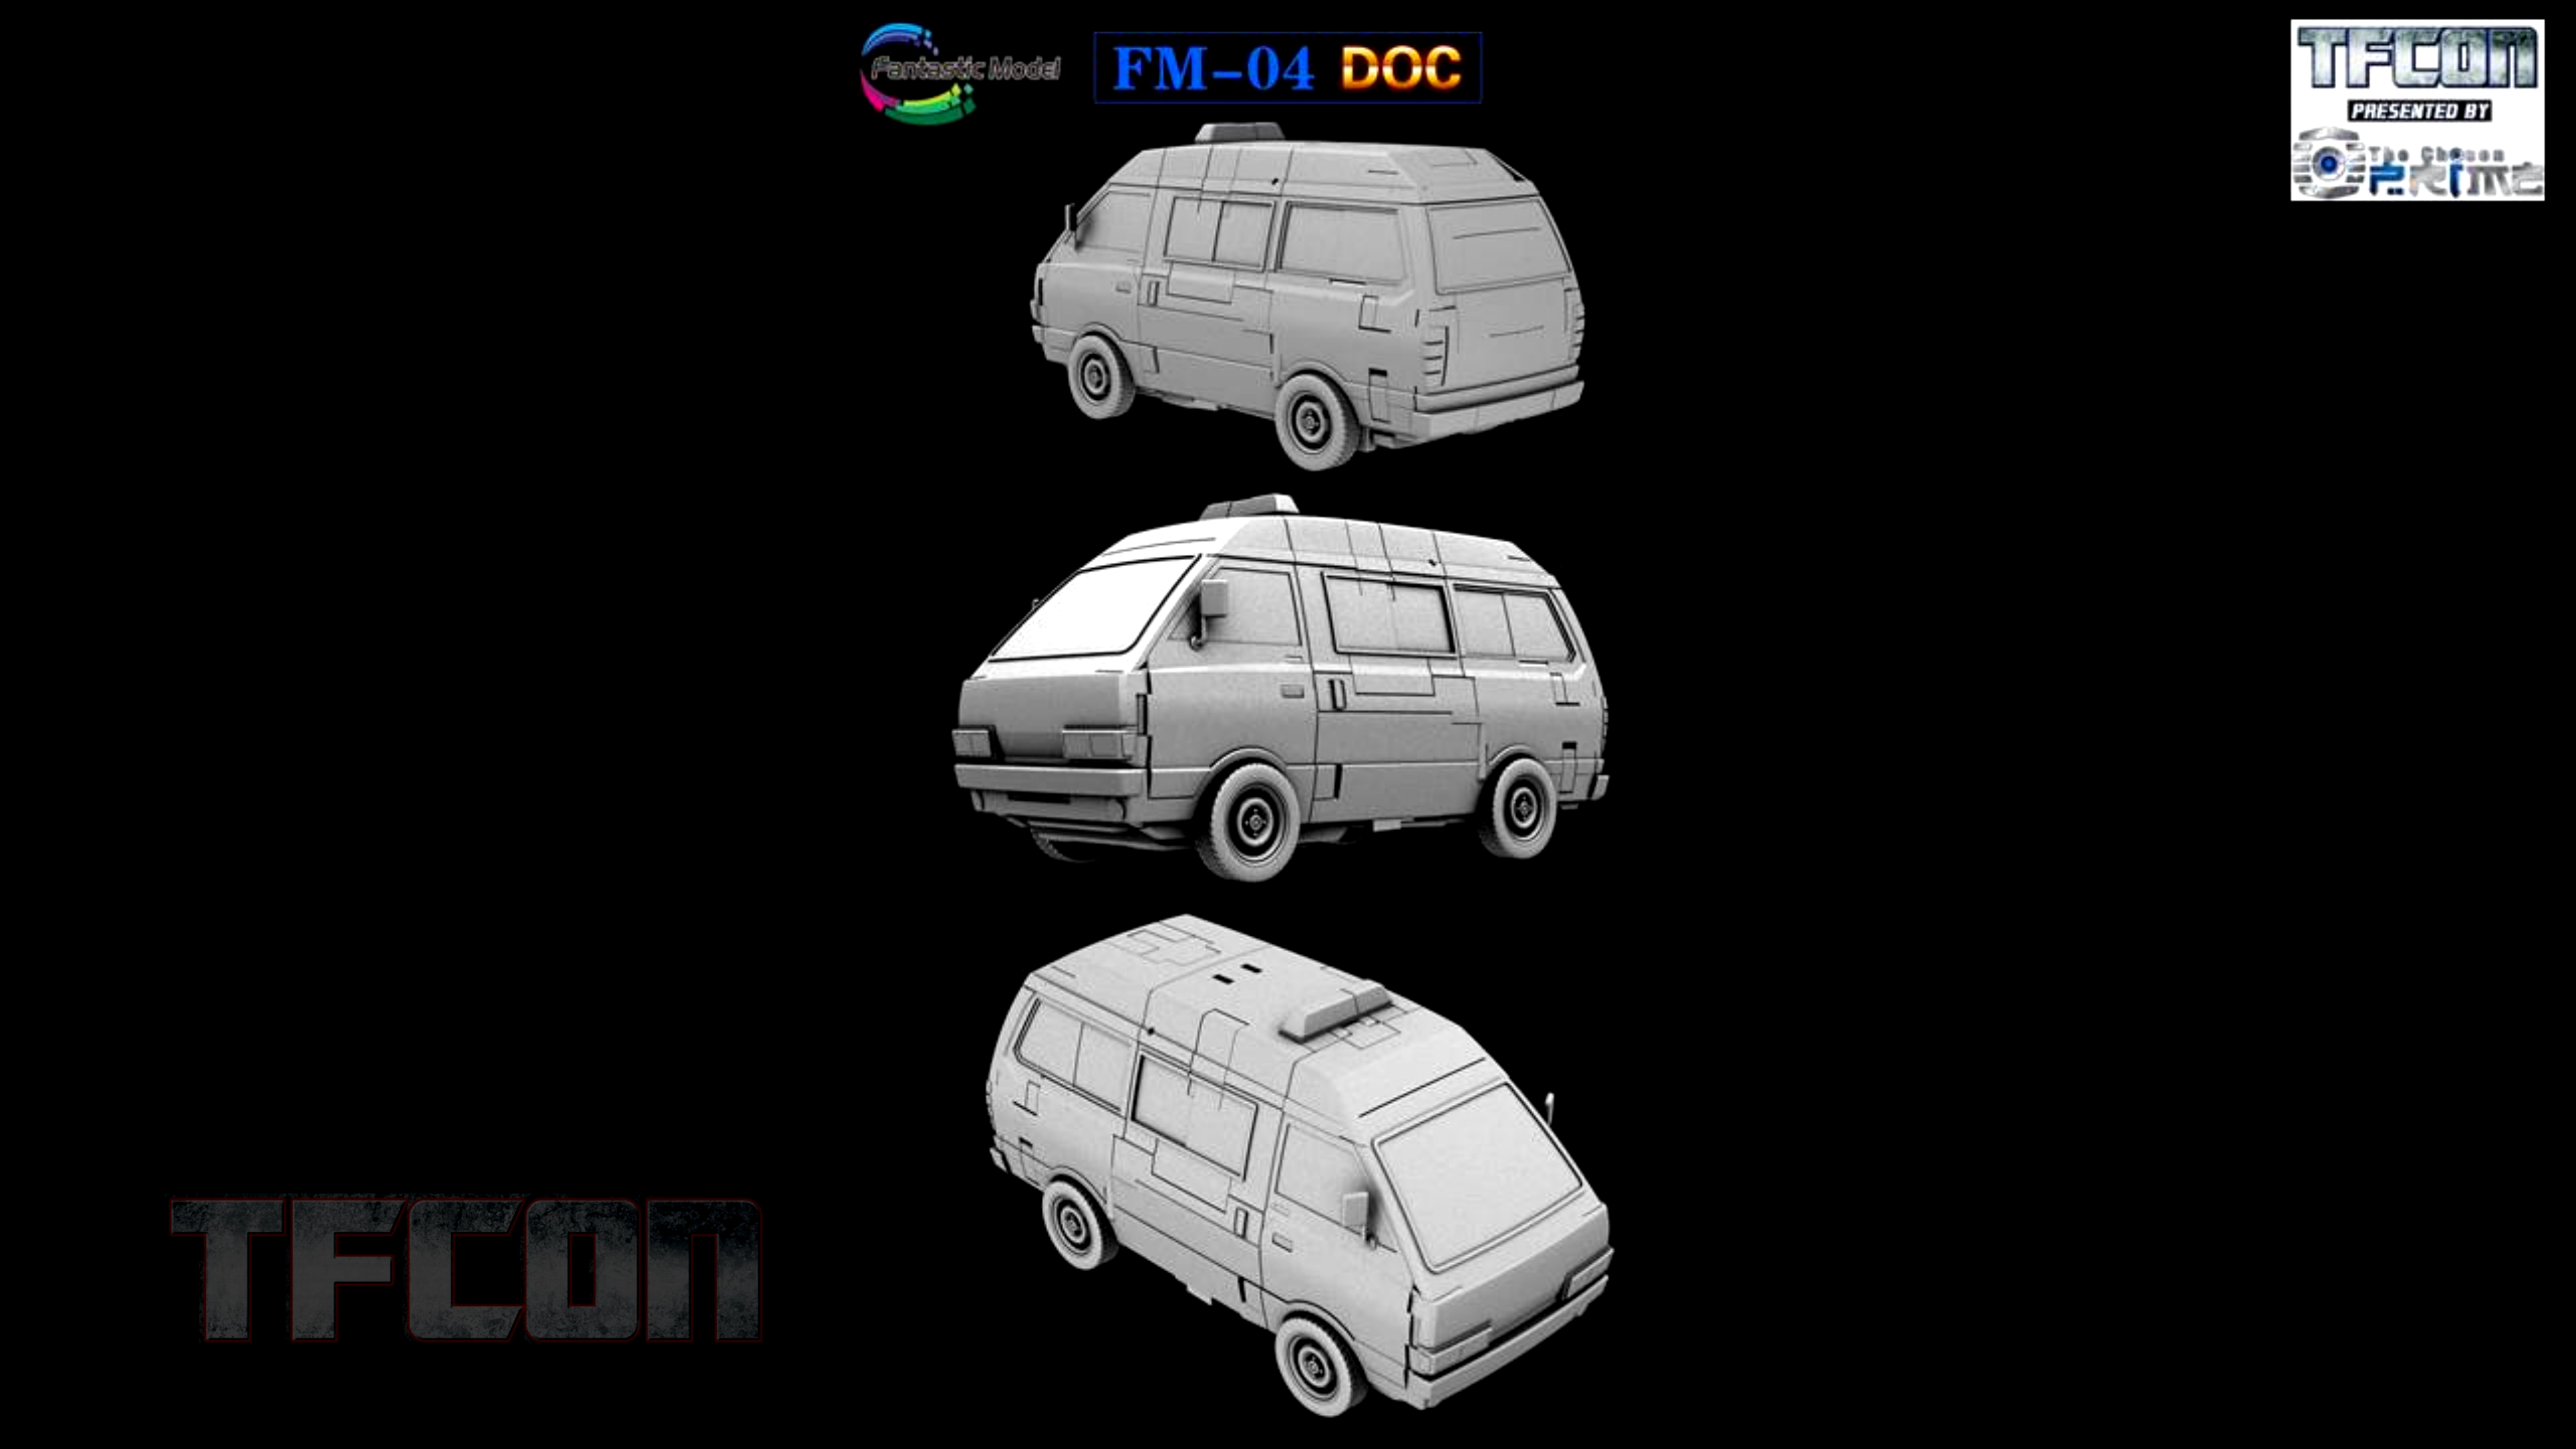 Fantastic Model
FM-04 DOC
TFCON
PRESENTED BY
The Chosen
PRIME
TFCON